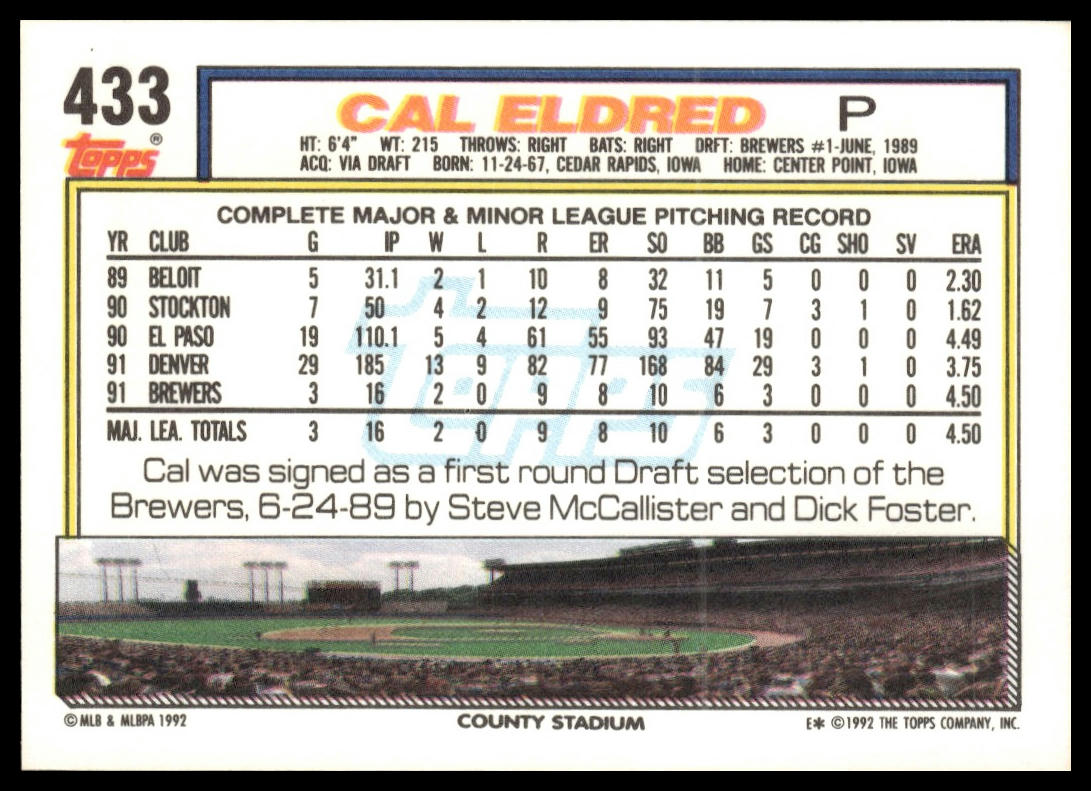 433
CAL ELDRED P
topps®
HT: 6'4" WT: 215 THROWS: RIGHT BATS: RIGHT DRFT: BREWERS #1-JUNE, 1989
ACQ: VIA DRAFT BORN: 11-24-67, CEDAR RAPIDS, IOWA HOME: CENTER POINT, IOWA
COMPLETE MAJOR & MINOR LEAGUE PITCHING RECORD
YR CLUB G IP W L R ER SO BB GS CG SHO SV ERA
89 BELOIT 5 31.1 2 1 10 8 32 11 5 0 0 0 2.30
90 STOCKTON 7 50 4 2 12 9 75 19 7 3 1 0 1.62
90 EL PASO 19 110.1 5 4 61 55 93 47 19 0 0 0 4.49
91 DENVER 29 185 13 9 82 77 168 84 29 3 1 0 3.75
91 BREWERS 3 16 2 0 9 8 10 6 3 0 0 0 4.50
MAJ. LEA. TOTALS 3 16 2 0 9 8 10 6 3 0 0 0 4.50
topps
Cal was signed as a first round Draft selection of the
Brewers, 6-24-89 by Steve McCallister and Dick Foster.
© MLB & MLBPA 1992 COUNTY STADIUM E✱ © 1992 THE TOPPS COMPANY, INC.